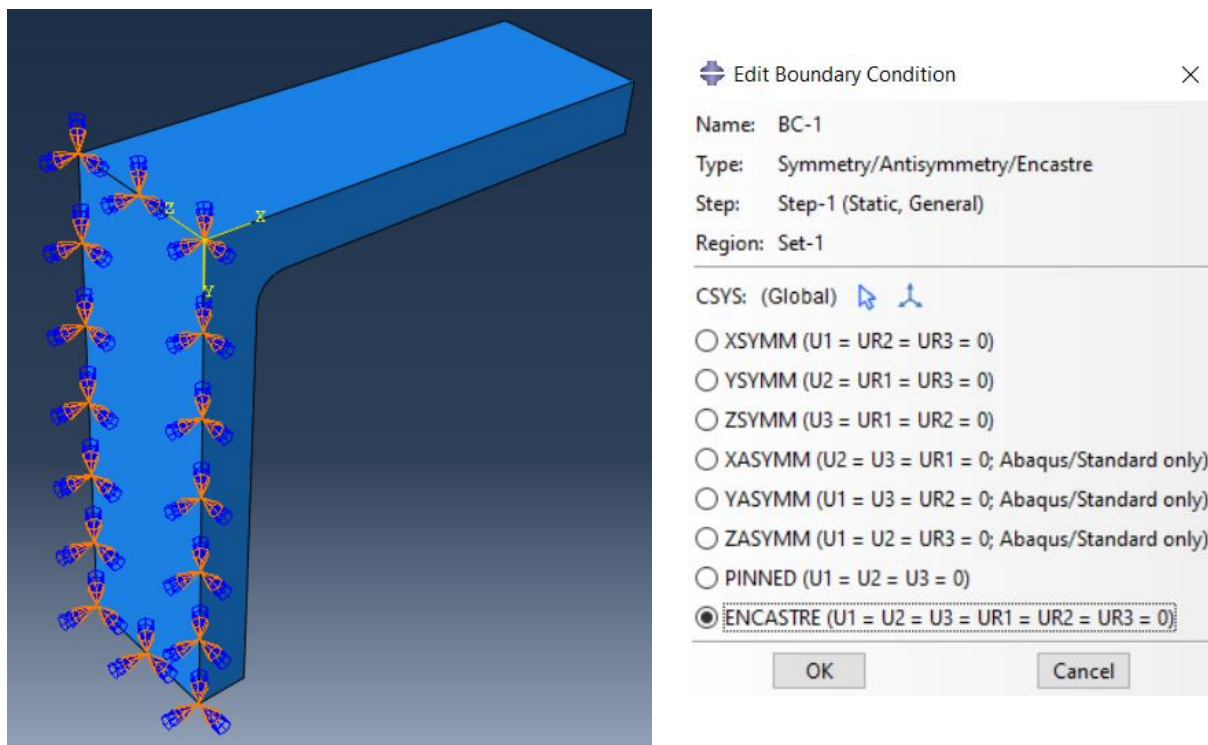 Z
X
Y
Edit Boundary Condition
Name: BC-1
Type: Symmetry/Antisymmetry/Encastre
Step: Step-1 (Static, General)
Region: Set-1
CSYS: (Global)
XSYMM (U1 = UR2 = UR3 = 0)
YSYMM (U2 = UR1 = UR3 = 0)
ZSYMM (U3 = UR1 = UR2 = 0)
XASYMM (U2 = U3 = UR1 = 0; Abaqus/Standard only)
YASYMM (U1 = U3 = UR2 = 0; Abaqus/Standard only)
ZASYMM (U1 = U2 = UR3 = 0; Abaqus/Standard only)
PINNED (U1 = U2 = U3 = 0)
ENCASTRE (U1 = U2 = U3 = UR1 = UR2 = UR3 = 0)
OK Cancel